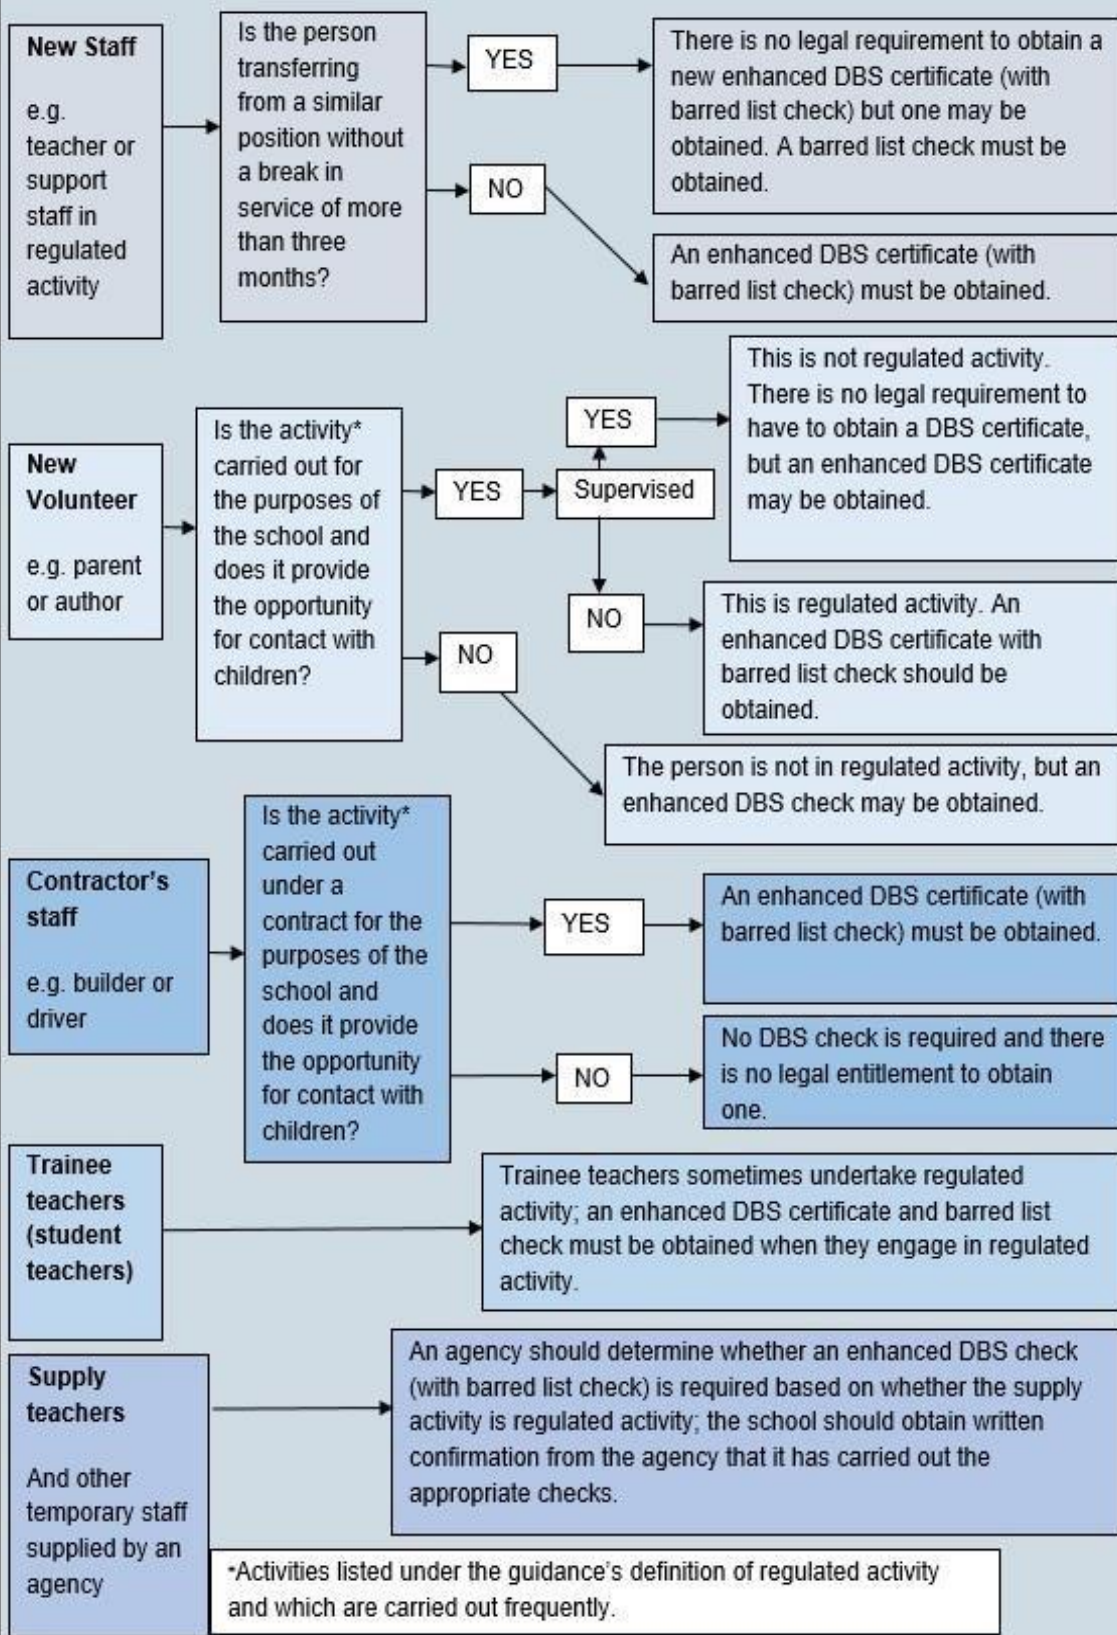 New Staff
e.g.
teacher or
support
staff in
regulated
activity
Is the person
transferring
from a similar
position without
a break in
service of more
than three
months?
YES
There is no legal requirement to obtain a
new enhanced DBS certificate (with
barred list check) but one may be
obtained. A barred list check must be
obtained.
NO
An enhanced DBS certificate (with
barred list check) must be obtained.
New
Volunteer
e.g. parent
or author
Is the activity*
carried out for
the purposes of
the school and
does it provide
the opportunity
for contact with
children?
YES
Supervised
YES
This is not regulated activity.
There is no legal requirement to
have to obtain a DBS certificate,
but an enhanced DBS certificate
may be obtained.
NO
This is regulated activity. An
enhanced DBS certificate with
barred list check should be
obtained.
NO
The person is not in regulated activity, but an
enhanced DBS check may be obtained.
Contractor's
staff
e.g. builder or
driver
Is the activity*
carried out
under a
contract for the
purposes of the
school and
does it provide
the opportunity
for contact with
children?
YES
An enhanced DBS certificate (with
barred list check) must be obtained.
NO
No DBS check is required and there
is no legal entitlement to obtain
one.
Trainee
teachers
(student
teachers)
Trainee teachers sometimes undertake regulated
activity; an enhanced DBS certificate and barred list
check must be obtained when they engage in regulated
activity.
Supply
teachers
And other
temporary staff
supplied by an
agency
An agency should determine whether an enhanced DBS check
(with barred list check) is required based on whether the supply
activity is regulated activity; the school should obtain written
confirmation from the agency that it has carried out the
appropriate checks.
*Activities listed under the guidance's definition of regulated activity
and which are carried out frequently.